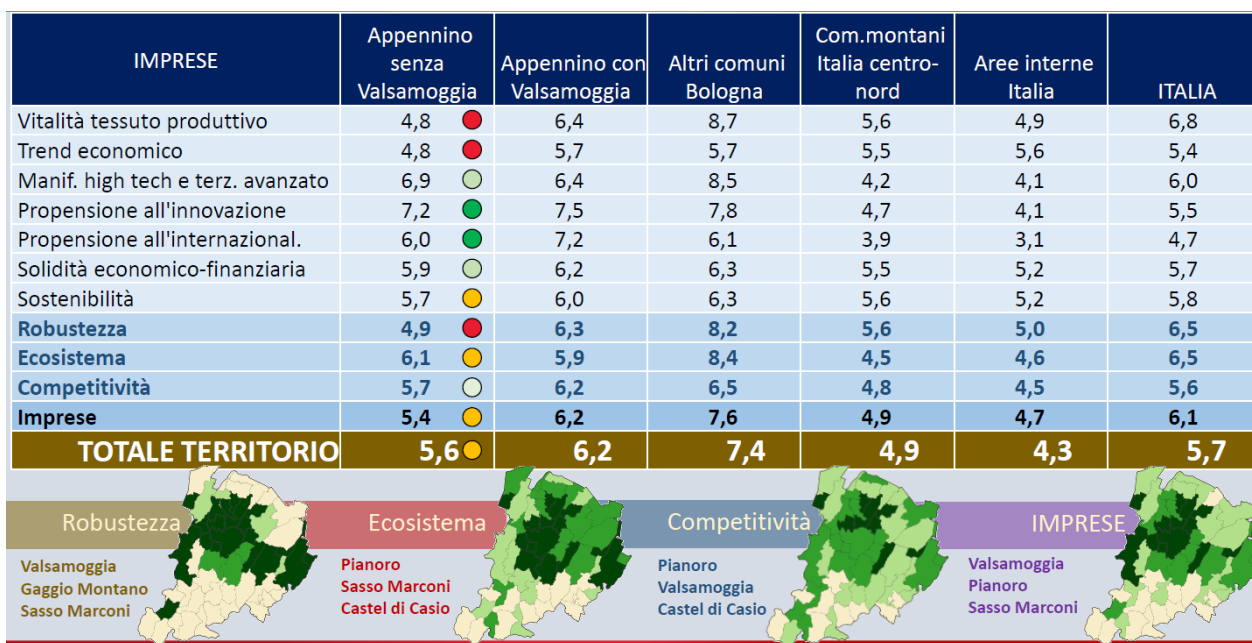 IMPRESE Appennino senza Valsamoggia Appennino con Valsamoggia Altri comuni Bologna Com.montani Italia centro-nord Aree interne Italia ITALIA
Vitalità tessuto produttivo 4,8 6,4 8,7 5,6 4,9 6,8
Trend economico 4,8 5,7 5,7 5,5 5,6 5,4
Manif. high tech e terz. avanzato 6,9 6,4 8,5 4,2 4,1 6,0
Propensione all'innovazione 7,2 7,5 7,8 4,7 4,1 5,5
Propensione all'internazional. 6,0 7,2 6,1 3,9 3,1 4,7
Solidità economico-finanziaria 5,9 6,2 6,3 5,5 5,2 5,7
Sostenibilità 5,7 6,0 6,3 5,6 5,2 5,8
Robustezza 4,9 6,3 8,2 5,6 5,0 6,5
Ecosistema 6,1 5,9 8,4 4,5 4,6 6,5
Competitività 5,7 6,2 6,5 4,8 4,5 5,6
Imprese 5,4 6,2 7,6 4,9 4,7 6,1
TOTALE TERRITORIO 5,6 6,2 7,4 4,9 4,3 5,7
Robustezza
Valsamoggia
Gaggio Montano
Sasso Marconi
Ecosistema
Pianoro
Sasso Marconi
Castel di Casio
Competitività
Pianoro
Valsamoggia
Castel di Casio
IMPRESE
Valsamoggia
Pianoro
Sasso Marconi